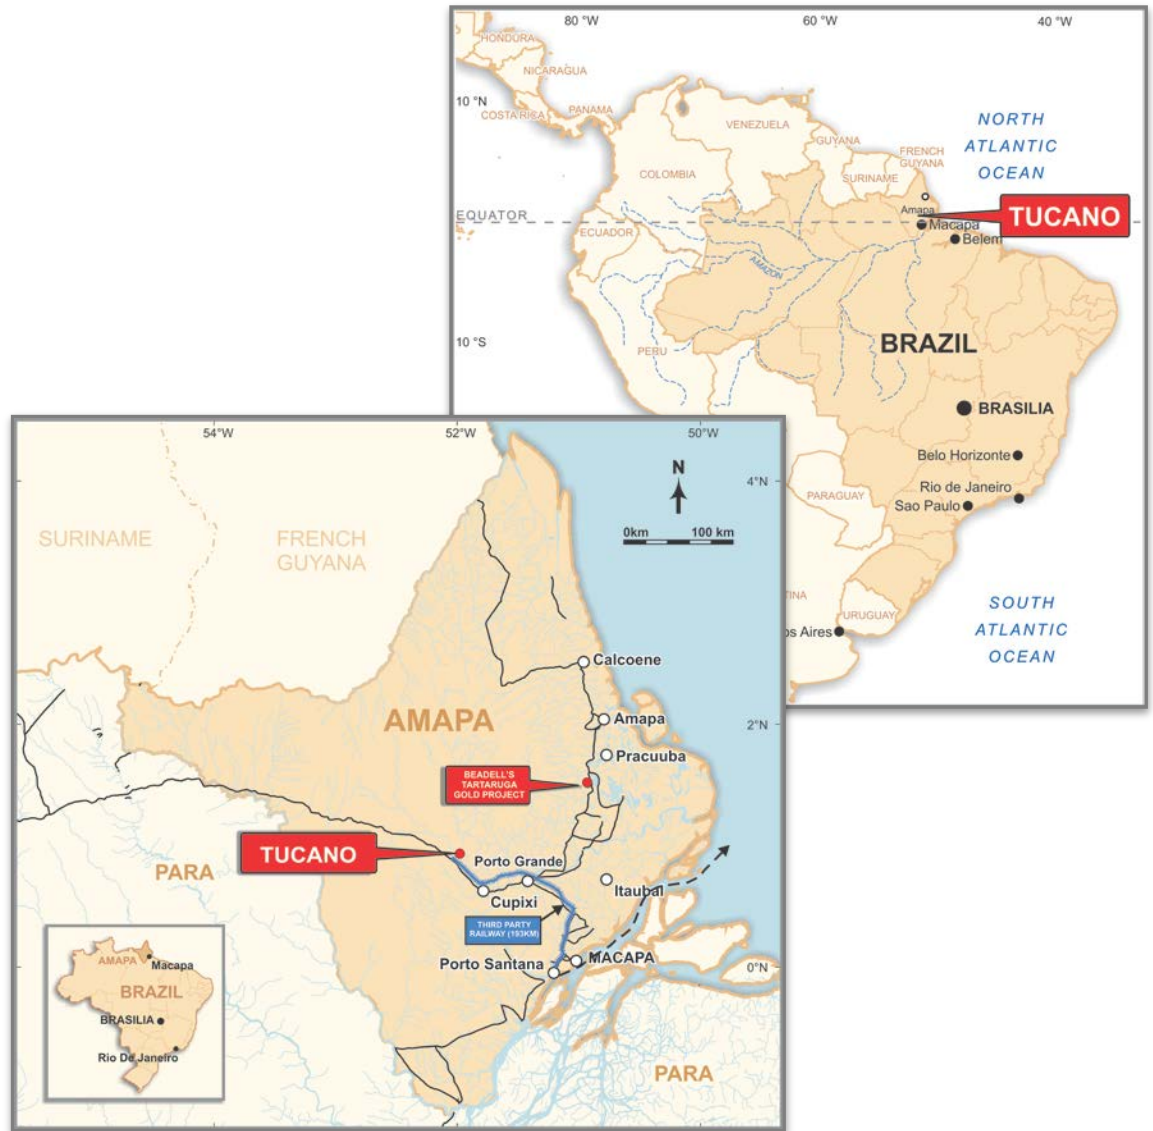 80 °W
60 °W
40 °W
HONDURA
NICARAGUA
10 °N
COSTA RICA
PANAMA
VENEZUELA
GUYANA
FRENCH
GUYANA
SURINAME
COLOMBIA
NORTH
ATLANTIC
OCEAN
EQUATOR
Amapa
TUCANO
Macapa
Belem
ECUADOR
AMAZON
10 °S
PERU
BRAZIL
BRASILIA
Belo Horizonte
Rio de Janeiro
Sao Paulo
PARAGUAY
TINA
URUGUAY
os Aires
SOUTH
ATLANTIC
OCEAN
54°W
52°W
50°W
N
0km
100 km
4°N
SURINAME
FRENCH
GUYANA
Calcoene
AMAPA
Amapa
2°N
Pracuuba
BEADELL'S
TARTARUGA
GOLD PROJECT
TUCANO
Porto Grande
PARA
Cupixi
Itaubal
THIRD PARTY
RAILWAY (193KM)
MACAPA
Porto Santana
0°N
PARA
AMAPA
Macapa
BRAZIL
BRASILIA
Rio De Janeiro